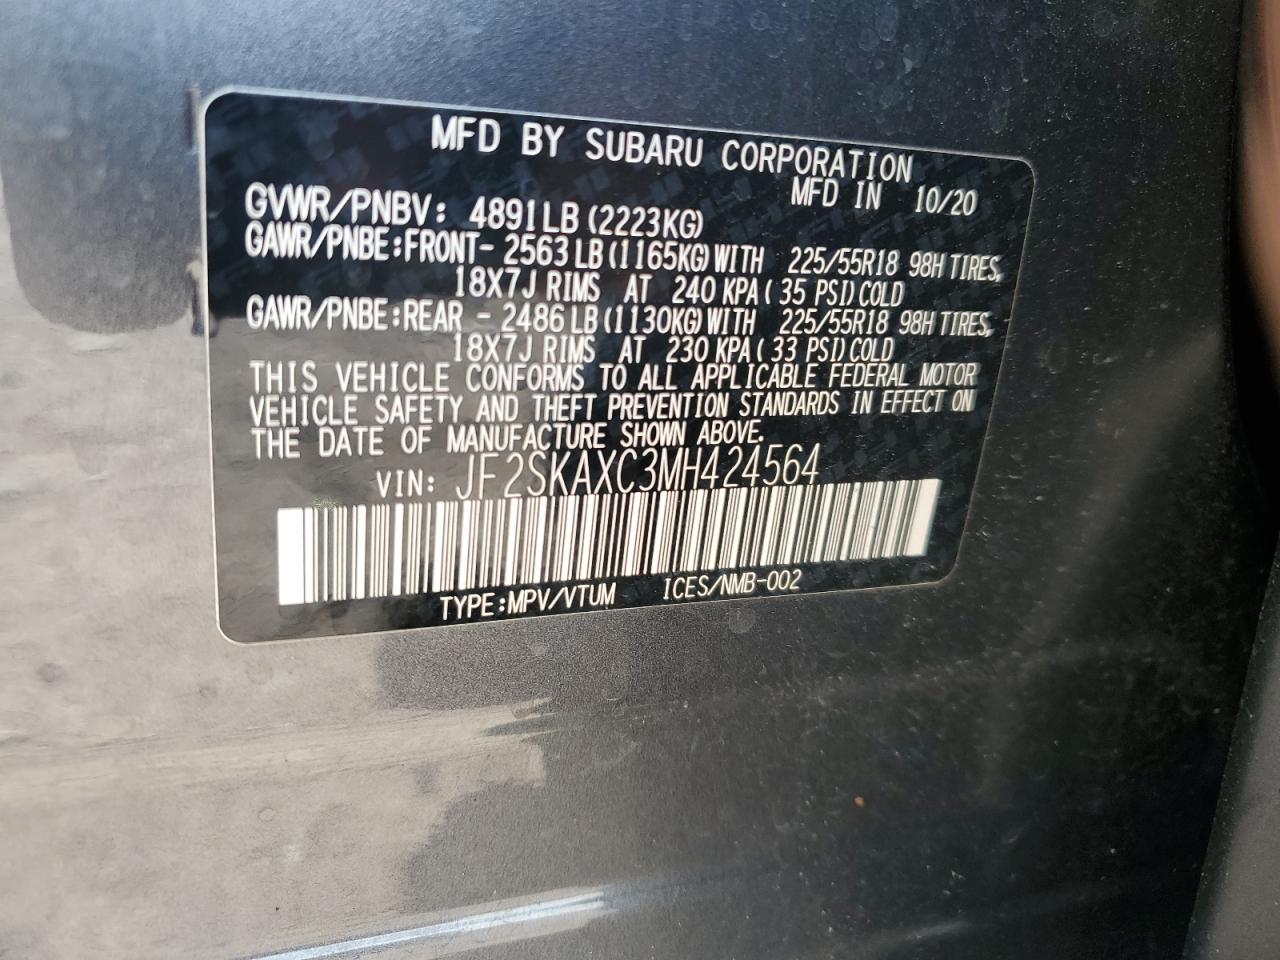 MFD BY SUBARU CORPORATION
MFD IN 10/20
GVWR/PNBV: 4891LB (2223KG)
GAWR/PNBE:FRONT- 2563 LB (1165KG) WITH 225/55R18 98H TIRES,
18X7J RIMS AT 240 KPA ( 35 PSI) COLD
GAWR/PNBE:REAR - 2486 LB (1130KG) WITH 225/55R18 98H TIRES,
18X7J RIMS AT 230 KPA ( 33 PSI) COLD
THIS VEHICLE CONFORMS TO ALL APPLICABLE FEDERAL MOTOR
VEHICLE SAFETY AND THEFT PREVENTION STANDARDS IN EFFECT ON
THE DATE OF MANUFACTURE SHOWN ABOVE.
VIN: JF2SKAXC3MH424564
TYPE:MPV/VTUM ICES/NMB-002